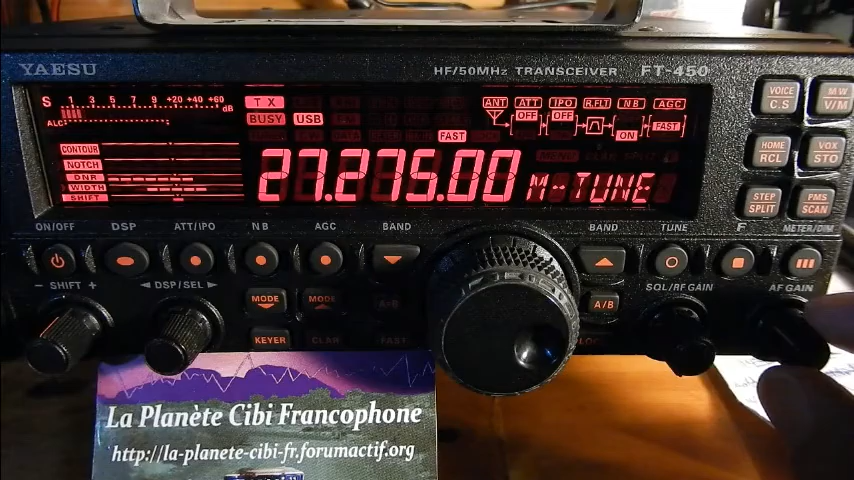 YAESU
HF/50MHz TRANSCEIVER FT-450
S 1 3 5 7 9 +20 +40 +60 dB
ALC
TX
BUSY USB
FAST
ANT ATT IPO R.FLT NB AGC
OFF OFF ON FAST
CONTOUR
NOTCH
DNR
WIDTH
SHIFT
27.275.00 M-TUNE
VOICE C.S
M W V/M
HOME RCL
VOX STO
STEP SPLIT
PMS SCAN
ON/OFF DSP ATT/IPO NB AGC BAND BAND TUNE F METER/DIM
- SHIFT + DSP/SEL MODE MODE A▸B A/B SQL/RF GAIN AF GAIN
KEYER CLAR FAST LOCK
La Planète Cibi Francophone
http://la-planete-cibi-fr.forumactif.org